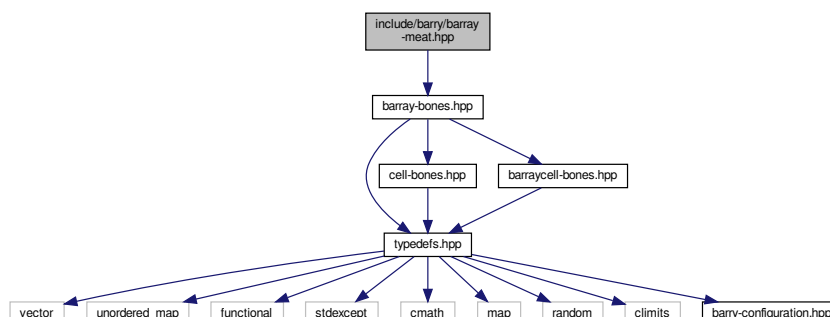 include/barry/barray
-meat.hpp
barray-bones.hpp
cell-bones.hpp
barraycell-bones.hpp
typedefs.hpp
vector
unordered_map
functional
stdexcept
cmath
map
random
climits
barry-configuration.hpp